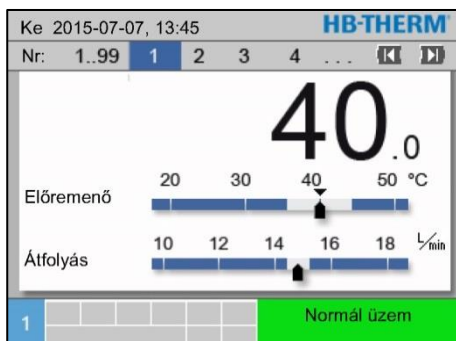 Ke 2015-07-07, 13:45 HB-THERM®
Nr: 1..99 1 2 3 4 ...
40.0
20 30 40 50 °C
Előremenő
10 12 14 16 18 L/min
Átfolyás
1 Normál üzem